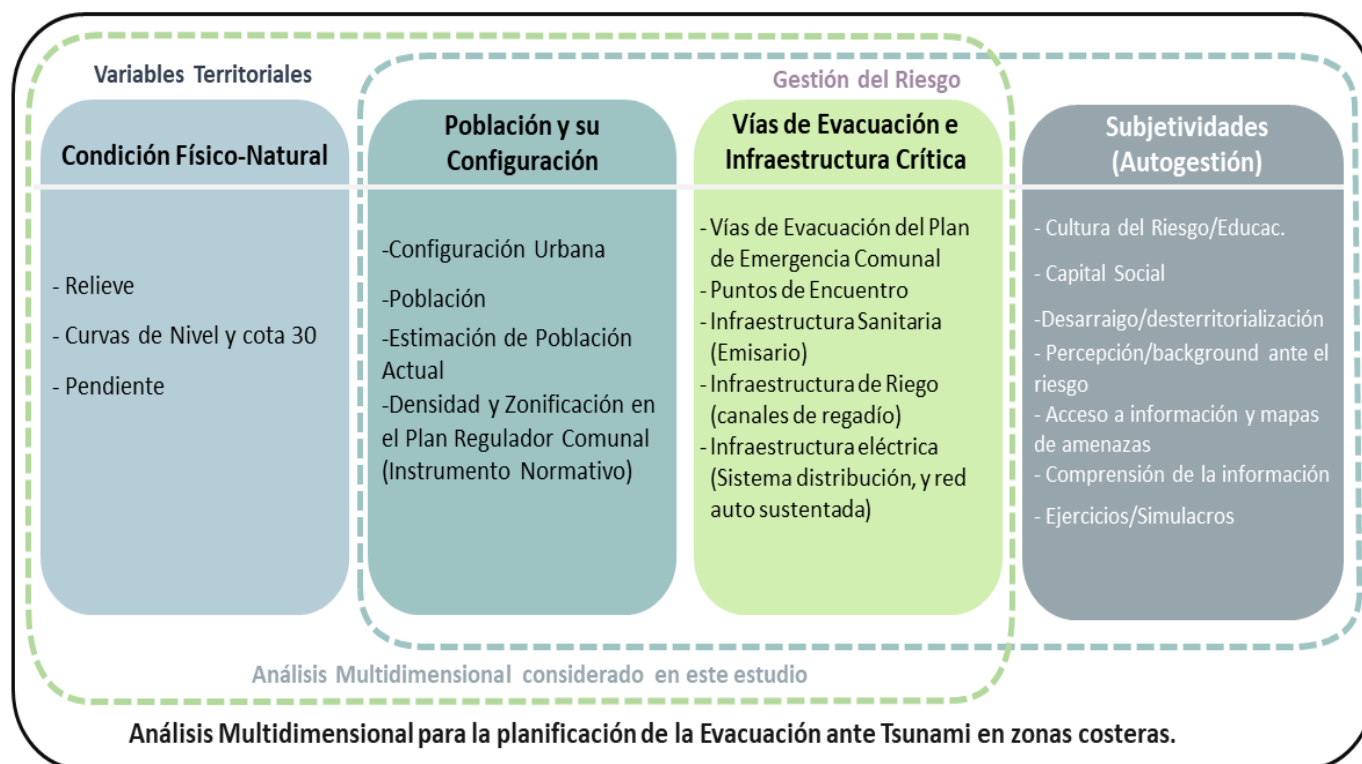 Variables Territoriales
Gestión del Riesgo
Condición Físico-Natural
- Relieve
- Curvas de Nivel y cota 30
- Pendiente
Población y su
Configuración
-Configuración Urbana
-Población
-Estimación de Población
Actual
-Densidad y Zonificación en
el Plan Regulador Comunal
(Instrumento Normativo)
Vías de Evacuación e
Infraestructura Crítica
- Vías de Evacuación del Plan
de Emergencia Comunal
- Puntos de Encuentro
- Infraestructura Sanitaria
(Emisario)
- Infraestructura de Riego
(canales de regadío)
- Infraestructura eléctrica
(Sistema distribución, y red
auto sustentada)
Subjetividades
(Autogestión)
- Cultura del Riesgo/Educac.
- Capital Social
-Desarraigo/desterritorialización
- Percepción/background ante el
riesgo
- Acceso a información y mapas
de amenazas
- Comprensión de la información
- Ejercicios/Simulacros
Análisis Multidimensional considerado en este estudio
Análisis Multidimensional para la planificación de la Evacuación ante Tsunami en zonas costeras.